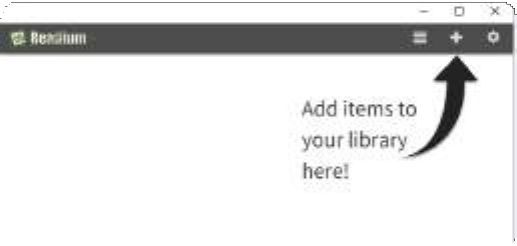 Readium
Add items to
your library
here!